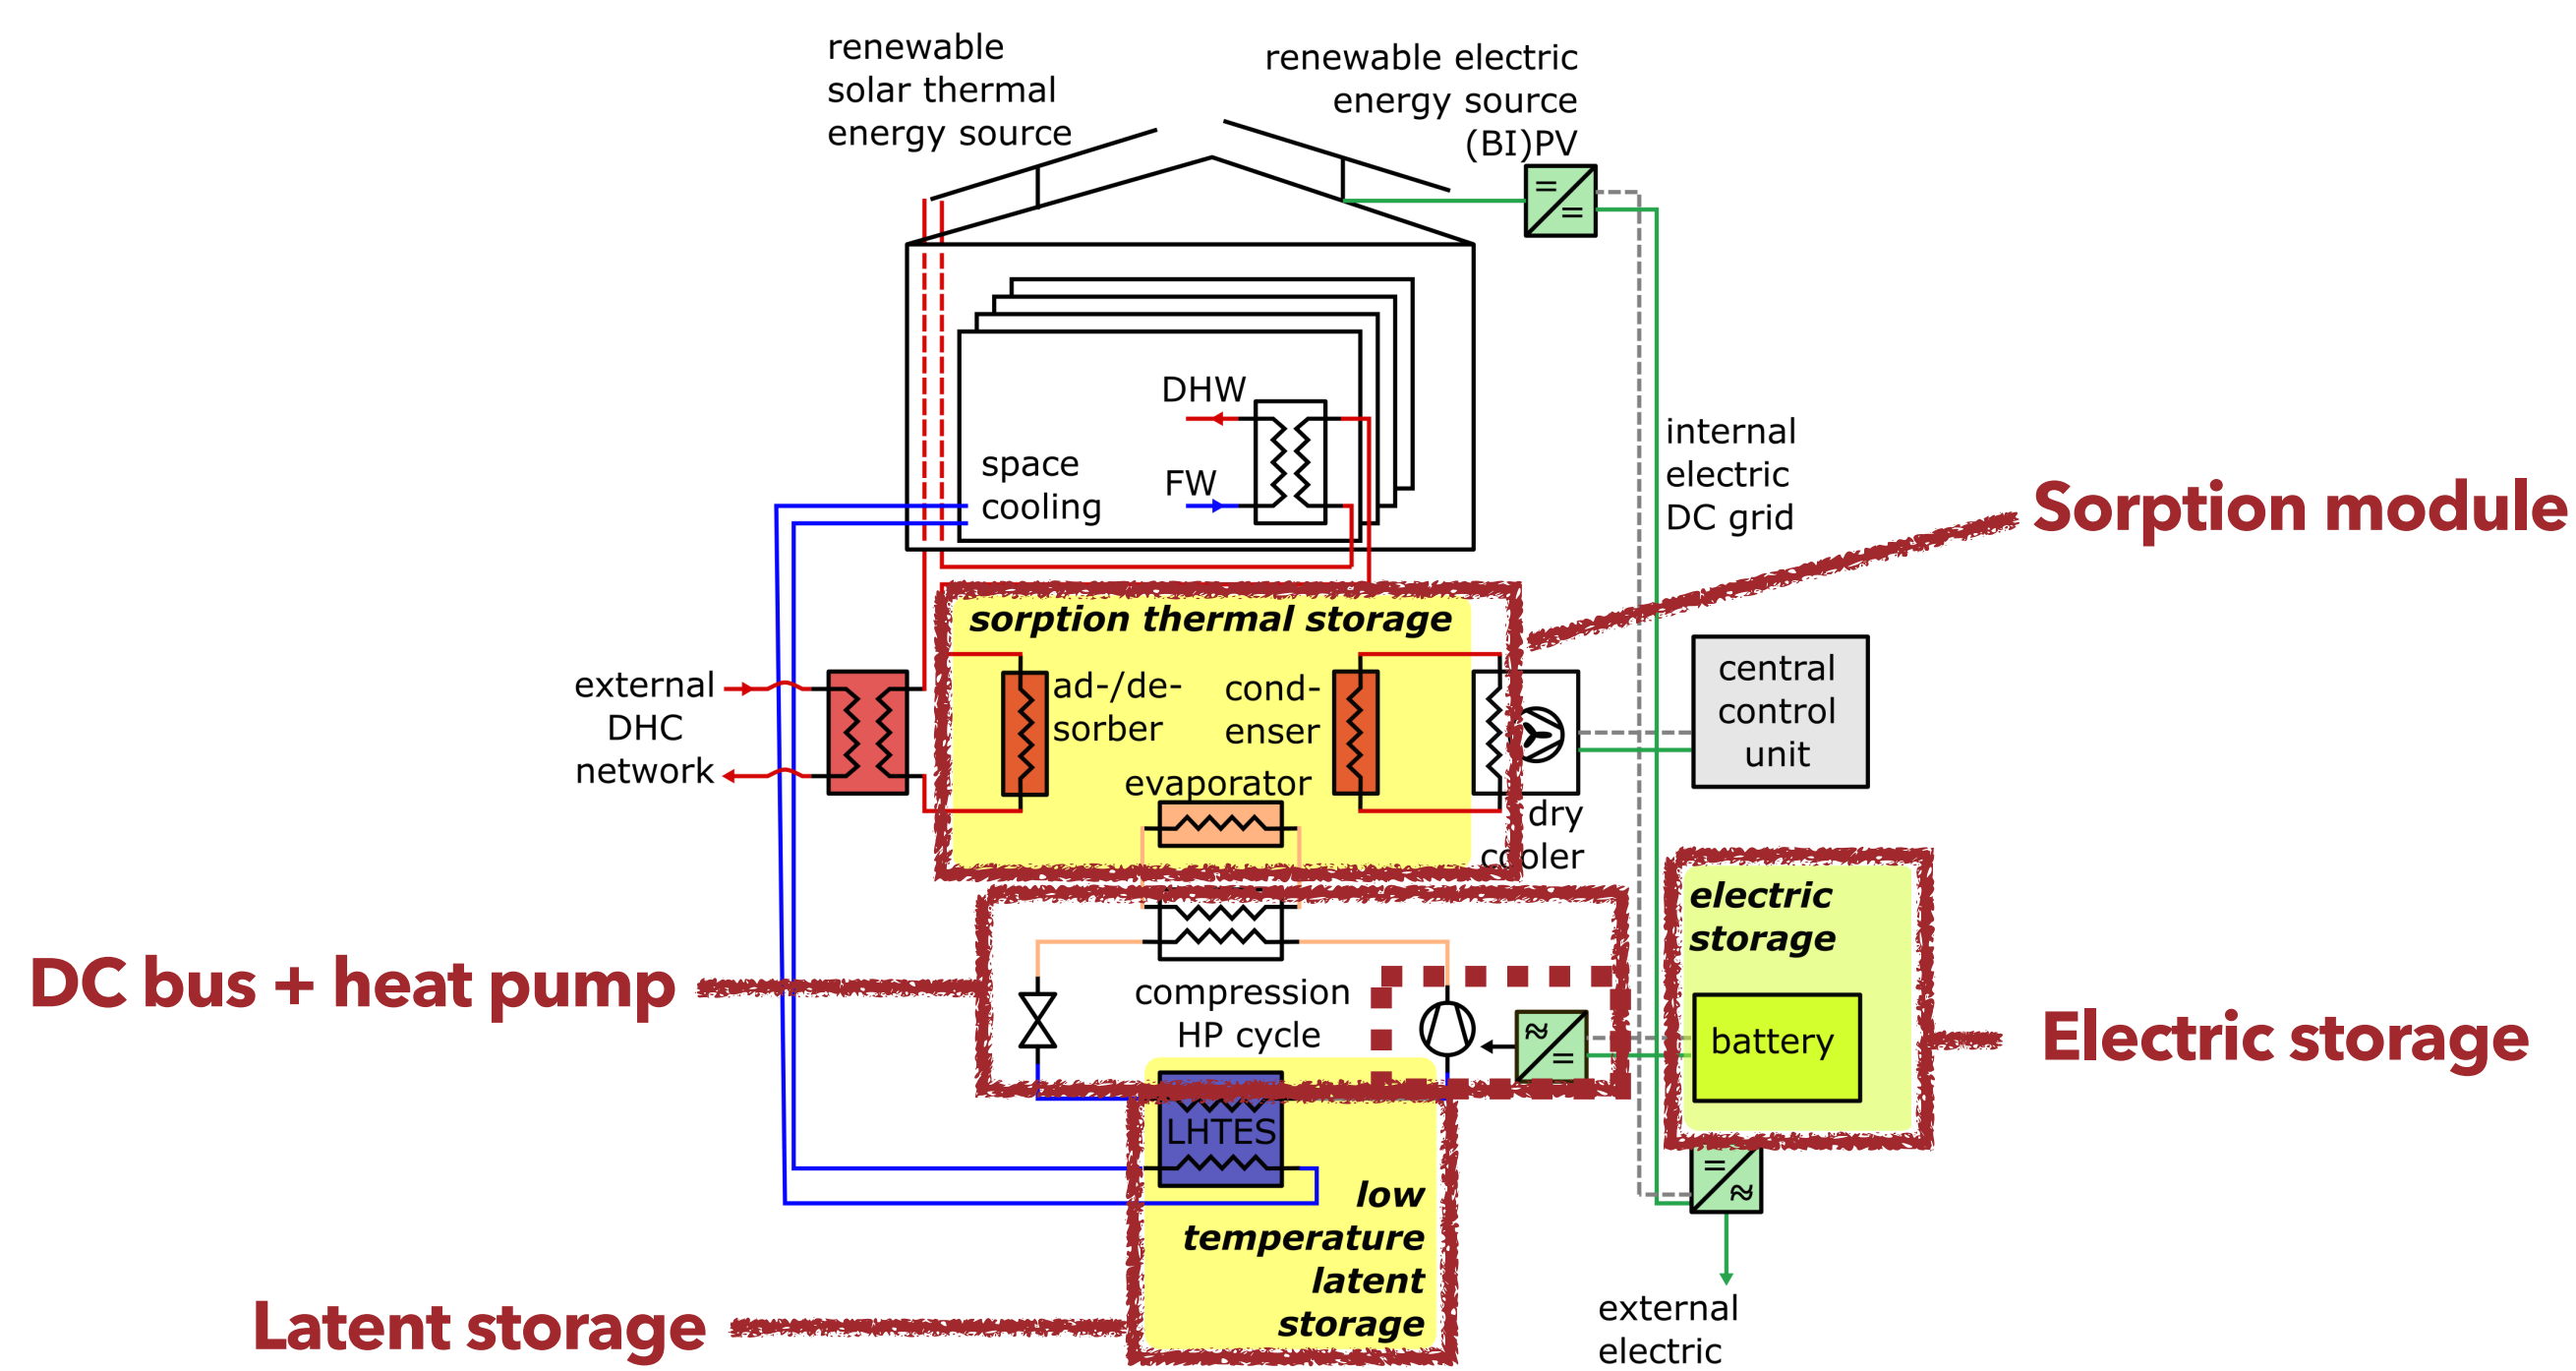 renewable
solar thermal
energy source
renewable electric
energy source
(BI)PV
DHW
space
cooling
FW
internal
electric
DC grid
Sorption module
sorption thermal storage
external
DHC
network
ad-/de-
sorber
cond-
enser
evaporator
dry
cooler
central
control
unit
electric
storage
battery
DC bus + heat pump
compression
HP cycle
Electric storage
LHTES
low
temperature
latent
storage
Latent storage
external
electric